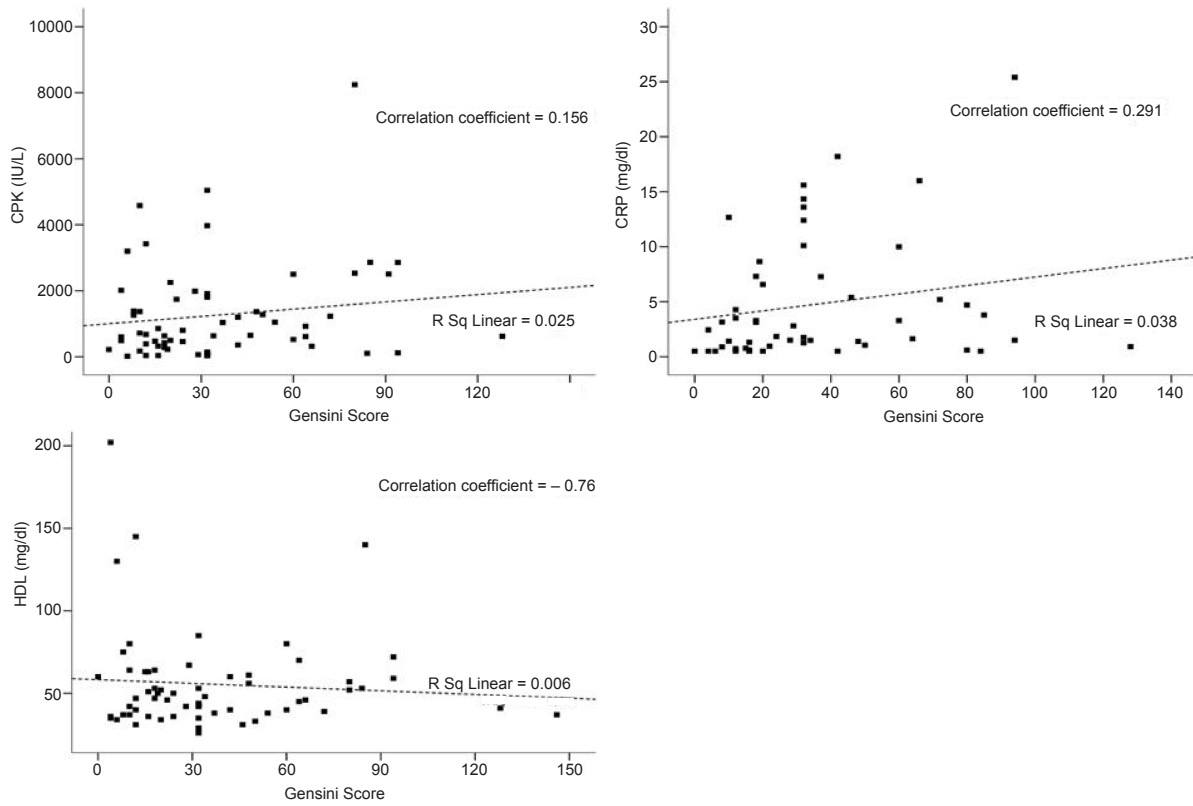 10000
8000
6000
4000
2000
0
CPK (IU/L)
Correlation coefficient = 0.156
R Sq Linear = 0.025
0 30 60 90 120
Gensini Score
30
25
20
15
10
5
0
CRP (mg/dl)
Correlation coefficient = 0.291
R Sq Linear = 0.038
0 20 40 60 80 100 120 140
Gensini Score
200
150
100
50
HDL (mg/dl)
Correlation coefficient = – 0.76
R Sq Linear = 0.006
0 30 60 90 120 150
Gensini Score